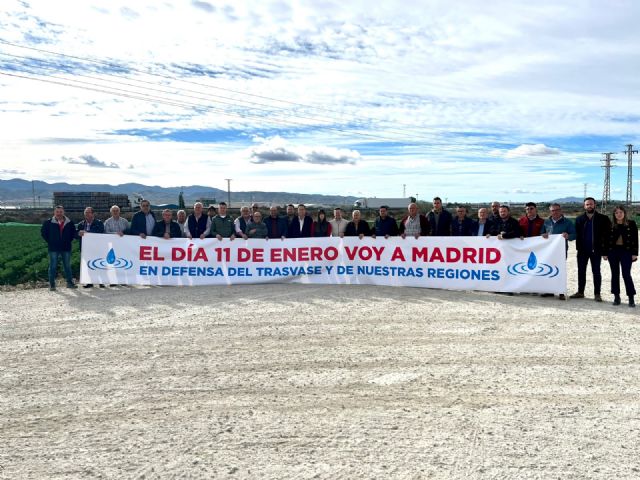 EL DÍA 11 DE ENERO VOY A MADRID
EN DEFENSA DEL TRASVASE Y DE NUESTRAS REGIONES